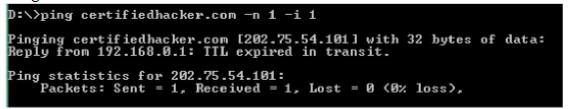 D:\>ping certifiedhacker.com -n 1 -i 1
Pinging certifiedhacker.com [202.75.54.101] with 32 bytes of data:
Reply from 192.168.0.1: TTL expired in transit.
Ping statistics for 202.75.54.101:
Packets: Sent = 1, Received = 1, Lost = 0 (0% loss),